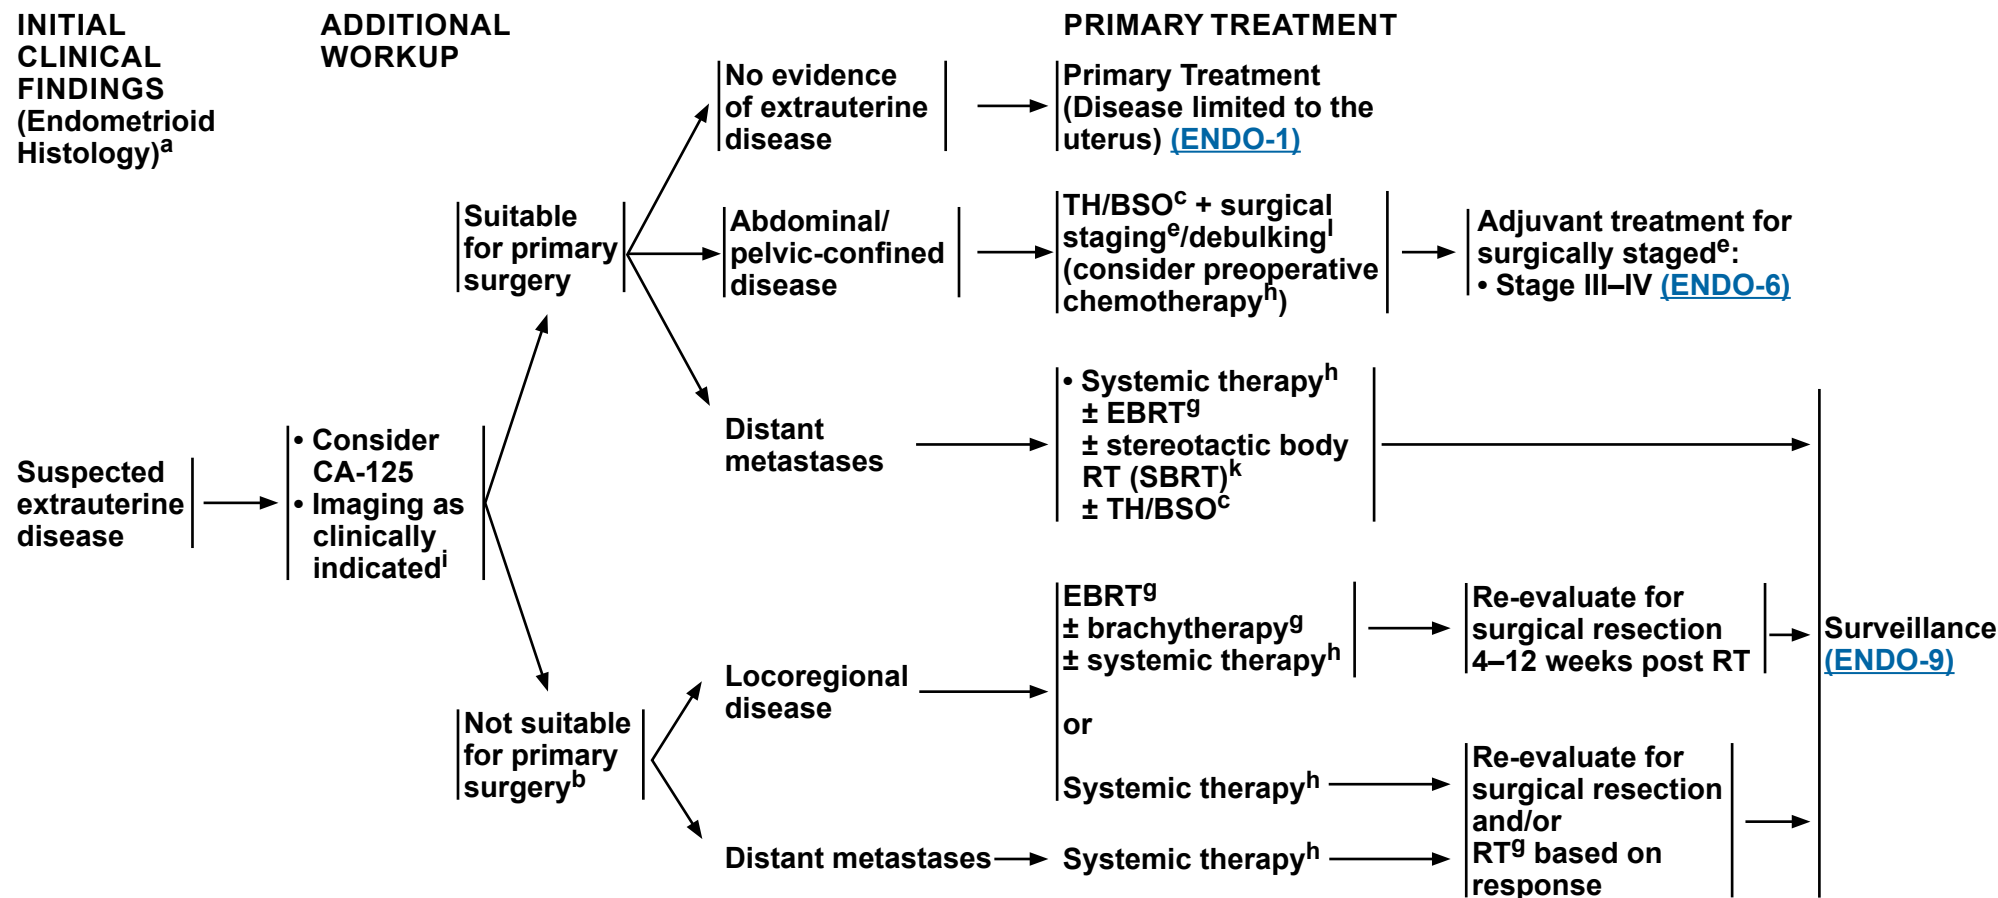 INITIAL
CLINICAL
FINDINGS
(Endometrioid
Histology)a
ADDITIONAL
WORKUP
PRIMARY TREATMENT
Suspected
extrauterine
disease
• Consider
CA-125
• Imaging as
clinically
indicatedi
Suitable
for primary
surgery
No evidence
of extrauterine
disease
Primary Treatment
(Disease limited to the
uterus) (ENDO-1)
Abdominal/
pelvic-confined
disease
TH/BSOc + surgical
staginge/debulkingl
(consider preoperative
chemotherapyh)
Adjuvant treatment for
surgically stagede:
• Stage III–IV (ENDO-6)
Distant
metastases
• Systemic therapyh
± EBRTg
± stereotactic body
RT (SBRT)k
± TH/BSOc
Not suitable
for primary
surgeryb
Locoregional
disease
EBRTg
± brachytherapyg
± systemic therapyh
Re-evaluate for
surgical resection
4–12 weeks post RT
or
Systemic therapyh
Distant metastases
Systemic therapyh
Re-evaluate for
surgical resection
and/or
RTg based on
response
Surveillance
(ENDO-9)